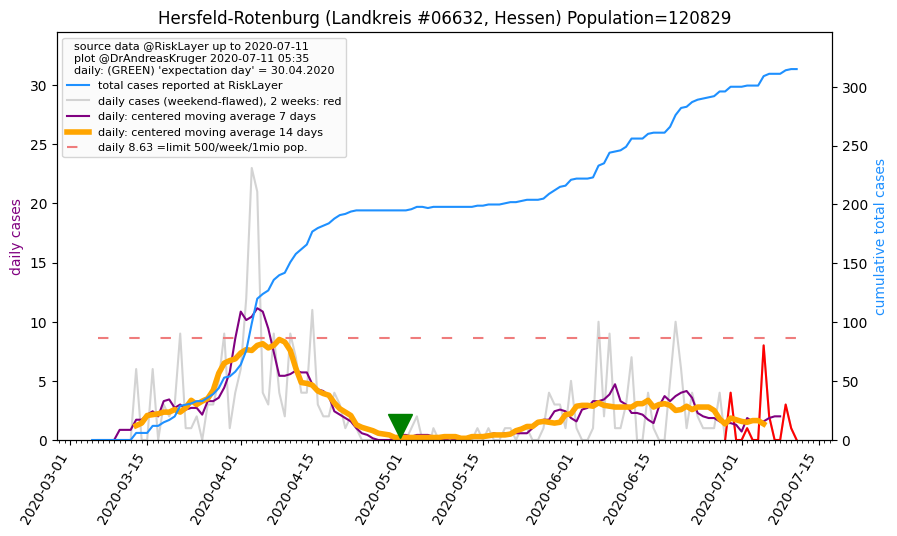 Hersfeld-Rotenburg (Landkreis #06632, Hessen) Population=120829
source data @RiskLayer up to 2020-07-11
plot @DrAndreasKruger 2020-07-11 05:35
daily: (GREEN) 'expectation day' = 30.04.2020
total cases reported at RiskLayer
daily cases (weekend-flawed), 2 weeks: red
daily: centered moving average 7 days
daily: centered moving average 14 days
daily 8.63 =limit 500/week/1mio pop.
daily cases
30
25
20
15
10
5
0
cumulative total cases
300
250
200
150
100
50
0
2020-03-01
2020-03-15
2020-04-01
2020-04-15
2020-05-01
2020-05-15
2020-06-01
2020-06-15
2020-07-01
2020-07-15